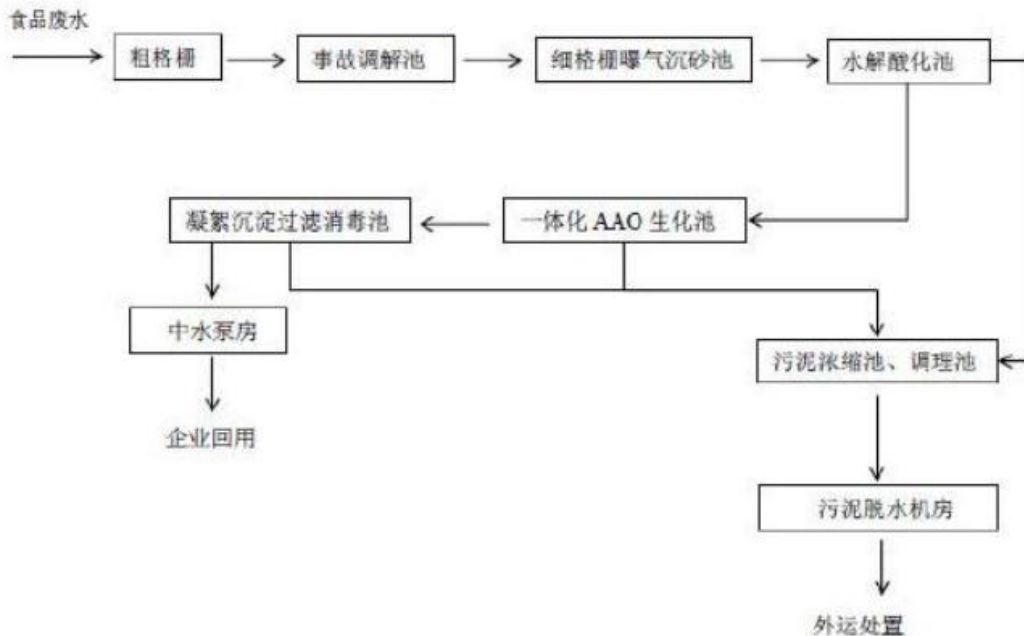 食品废水
粗格栅
事故调解池
细格栅曝气沉砂池
水解酸化池
凝絮沉淀过滤消毒池
一体化 AAO 生化池
中水泵房
污泥浓缩池、调理池
企业回用
污泥脱水机房
外运处置